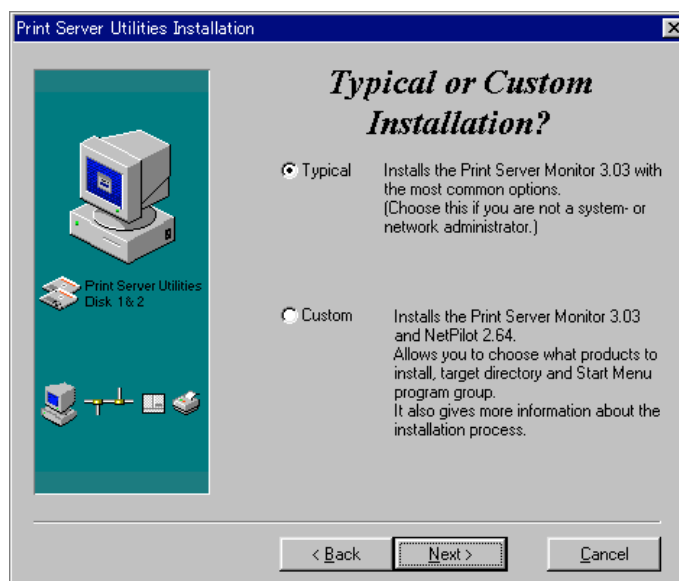 Print Server Utilities Installation
Typical or Custom
Installation?
Typical
Installs the Print Server Monitor 3.03 with
the most common options.
(Choose this if you are not a system- or
network administrator.)
Print Server Utilities
Disk 1 & 2
Custom
Installs the Print Server Monitor 3.03
and NetPilot 2.64.
Allows you to choose what products to
install, target directory and Start Menu
program group.
It also gives more information about the
installation process.
< Back
Next >
Cancel